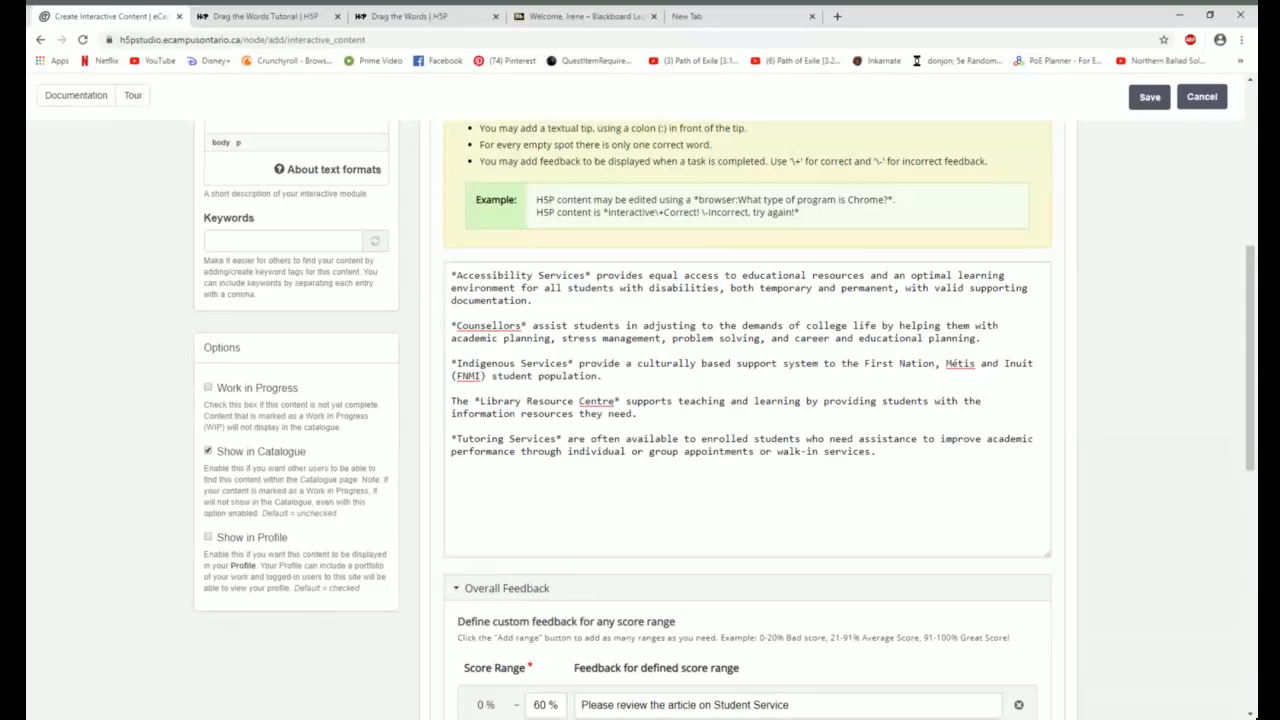 Create Interactive Content | eCam
Drag the Words Tutorial | H5P
Drag the Words | H5P
Welcome, Irene – Blackboard Le
New Tab
h5pstudio.ecampusontario.ca/node/add/interactive_content
Apps
Netflix
YouTube
Disney+
Crunchyroll - Brows...
Prime Video
Facebook
(74) Pinterest
QuestItemRequire...
(3) Path of Exile [3.1...
(6) Path of Exile [3.2...
Inkarnate
donjon; 5e Random...
PoE Planner - For E...
Northern Ballad Sol...
Documentation
Tour
Save
Cancel
body p
About text formats
A short description of your interactive module
Keywords
Make it easier for others to find your content by
adding/create keyword tags for this content. You
can include keywords by separating each entry
with a comma.
Options
Work in Progress
Check this box if this content is not yet complete.
Content that is marked as a Work in Progress
(WIP) will not display in the catalogue.
Show in Catalogue
Enable this if you want other users to be able to
find this content within the Catalogue page. Note: if
your content is marked as a Work in Progress, it
will not show in the Catalogue, even with this
option enabled. Default = unchecked
Show in Profile
Enable this if you want this content to be displayed
in your Profile. Your Profile can include a portfolio
of your work and logged-in users to this site will be
able to view your profile. Default = checked
You may add a textual tip, using a colon (:) in front of the tip.
For every empty spot there is only one correct word.
You may add feedback to be displayed when a task is completed. Use '\+' for correct and '\-' for incorrect feedback.
Example:
H5P content may be edited using a *browser:What type of program is Chrome?*.
H5P content is *interactive\+Correct! \-Incorrect, try again!*
*Accessibility Services* provides equal access to educational resources and an optimal learning
environment for all students with disabilities, both temporary and permanent, with valid supporting
documentation.
*Counsellors* assist students in adjusting to the demands of college life by helping them with
academic planning, stress management, problem solving, and career and educational planning.
*Indigenous Services* provide a culturally based support system to the First Nation, Métis and Inuit
(FNMI) student population.
The *Library Resource Centre* supports teaching and learning by providing students with the
information resources they need.
*Tutoring Services* are often available to enrolled students who need assistance to improve academic
performance through individual or group appointments or walk-in services.
Overall Feedback
Define custom feedback for any score range
Click the "Add range" button to add as many ranges as you need. Example: 0-20% Bad score, 21-91% Average Score, 91-100% Great Score!
Score Range *
Feedback for defined score range
0 % – 60 %
Please review the article on Student Service